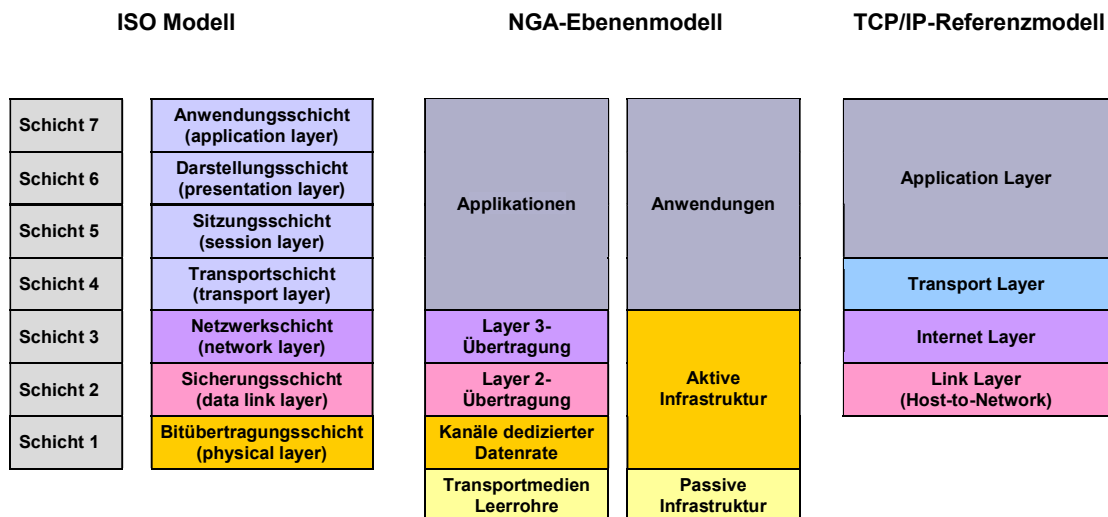 ISO Modell
NGA-Ebenenmodell
TCP/IP-Referenzmodell
Schicht 7
Anwendungsschicht
(application layer)
Schicht 6
Darstellungsschicht
(presentation layer)
Schicht 5
Sitzungsschicht
(session layer)
Schicht 4
Transportschicht
(transport layer)
Schicht 3
Netzwerkschicht
(network layer)
Schicht 2
Sicherungsschicht
(data link layer)
Schicht 1
Bitübertragungsschicht
(physical layer)
Applikationen
Layer 3-
Übertragung
Layer 2-
Übertragung
Kanäle dedizierter
Datenrate
Transportmedien
Leerrohre
Anwendungen
Aktive
Infrastruktur
Passive
Infrastruktur
Application Layer
Transport Layer
Internet Layer
Link Layer
(Host-to-Network)